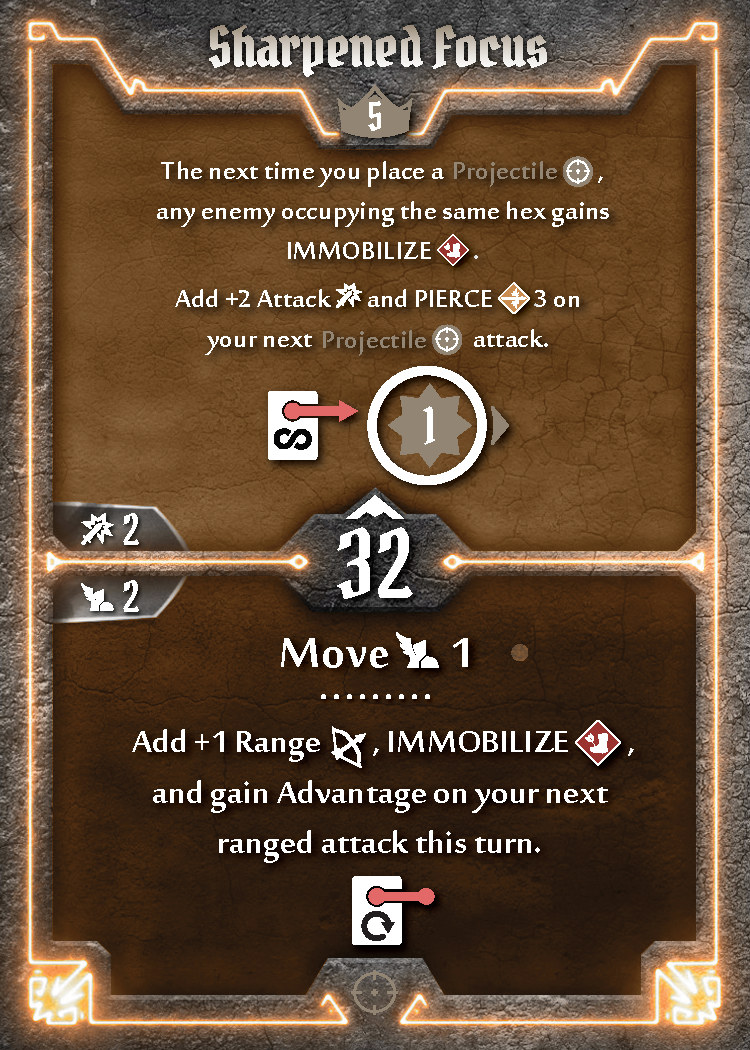 Sharpened Focus
5
The next time you place a Projectile ,
any enemy occupying the same hex gains
IMMOBILIZE .
Add +2 Attack and PIERCE 3 on
your next Projectile attack.
1
2
32
2
Move 1
Add +1 Range , IMMOBILIZE ,
and gain Advantage on your next
ranged attack this turn.